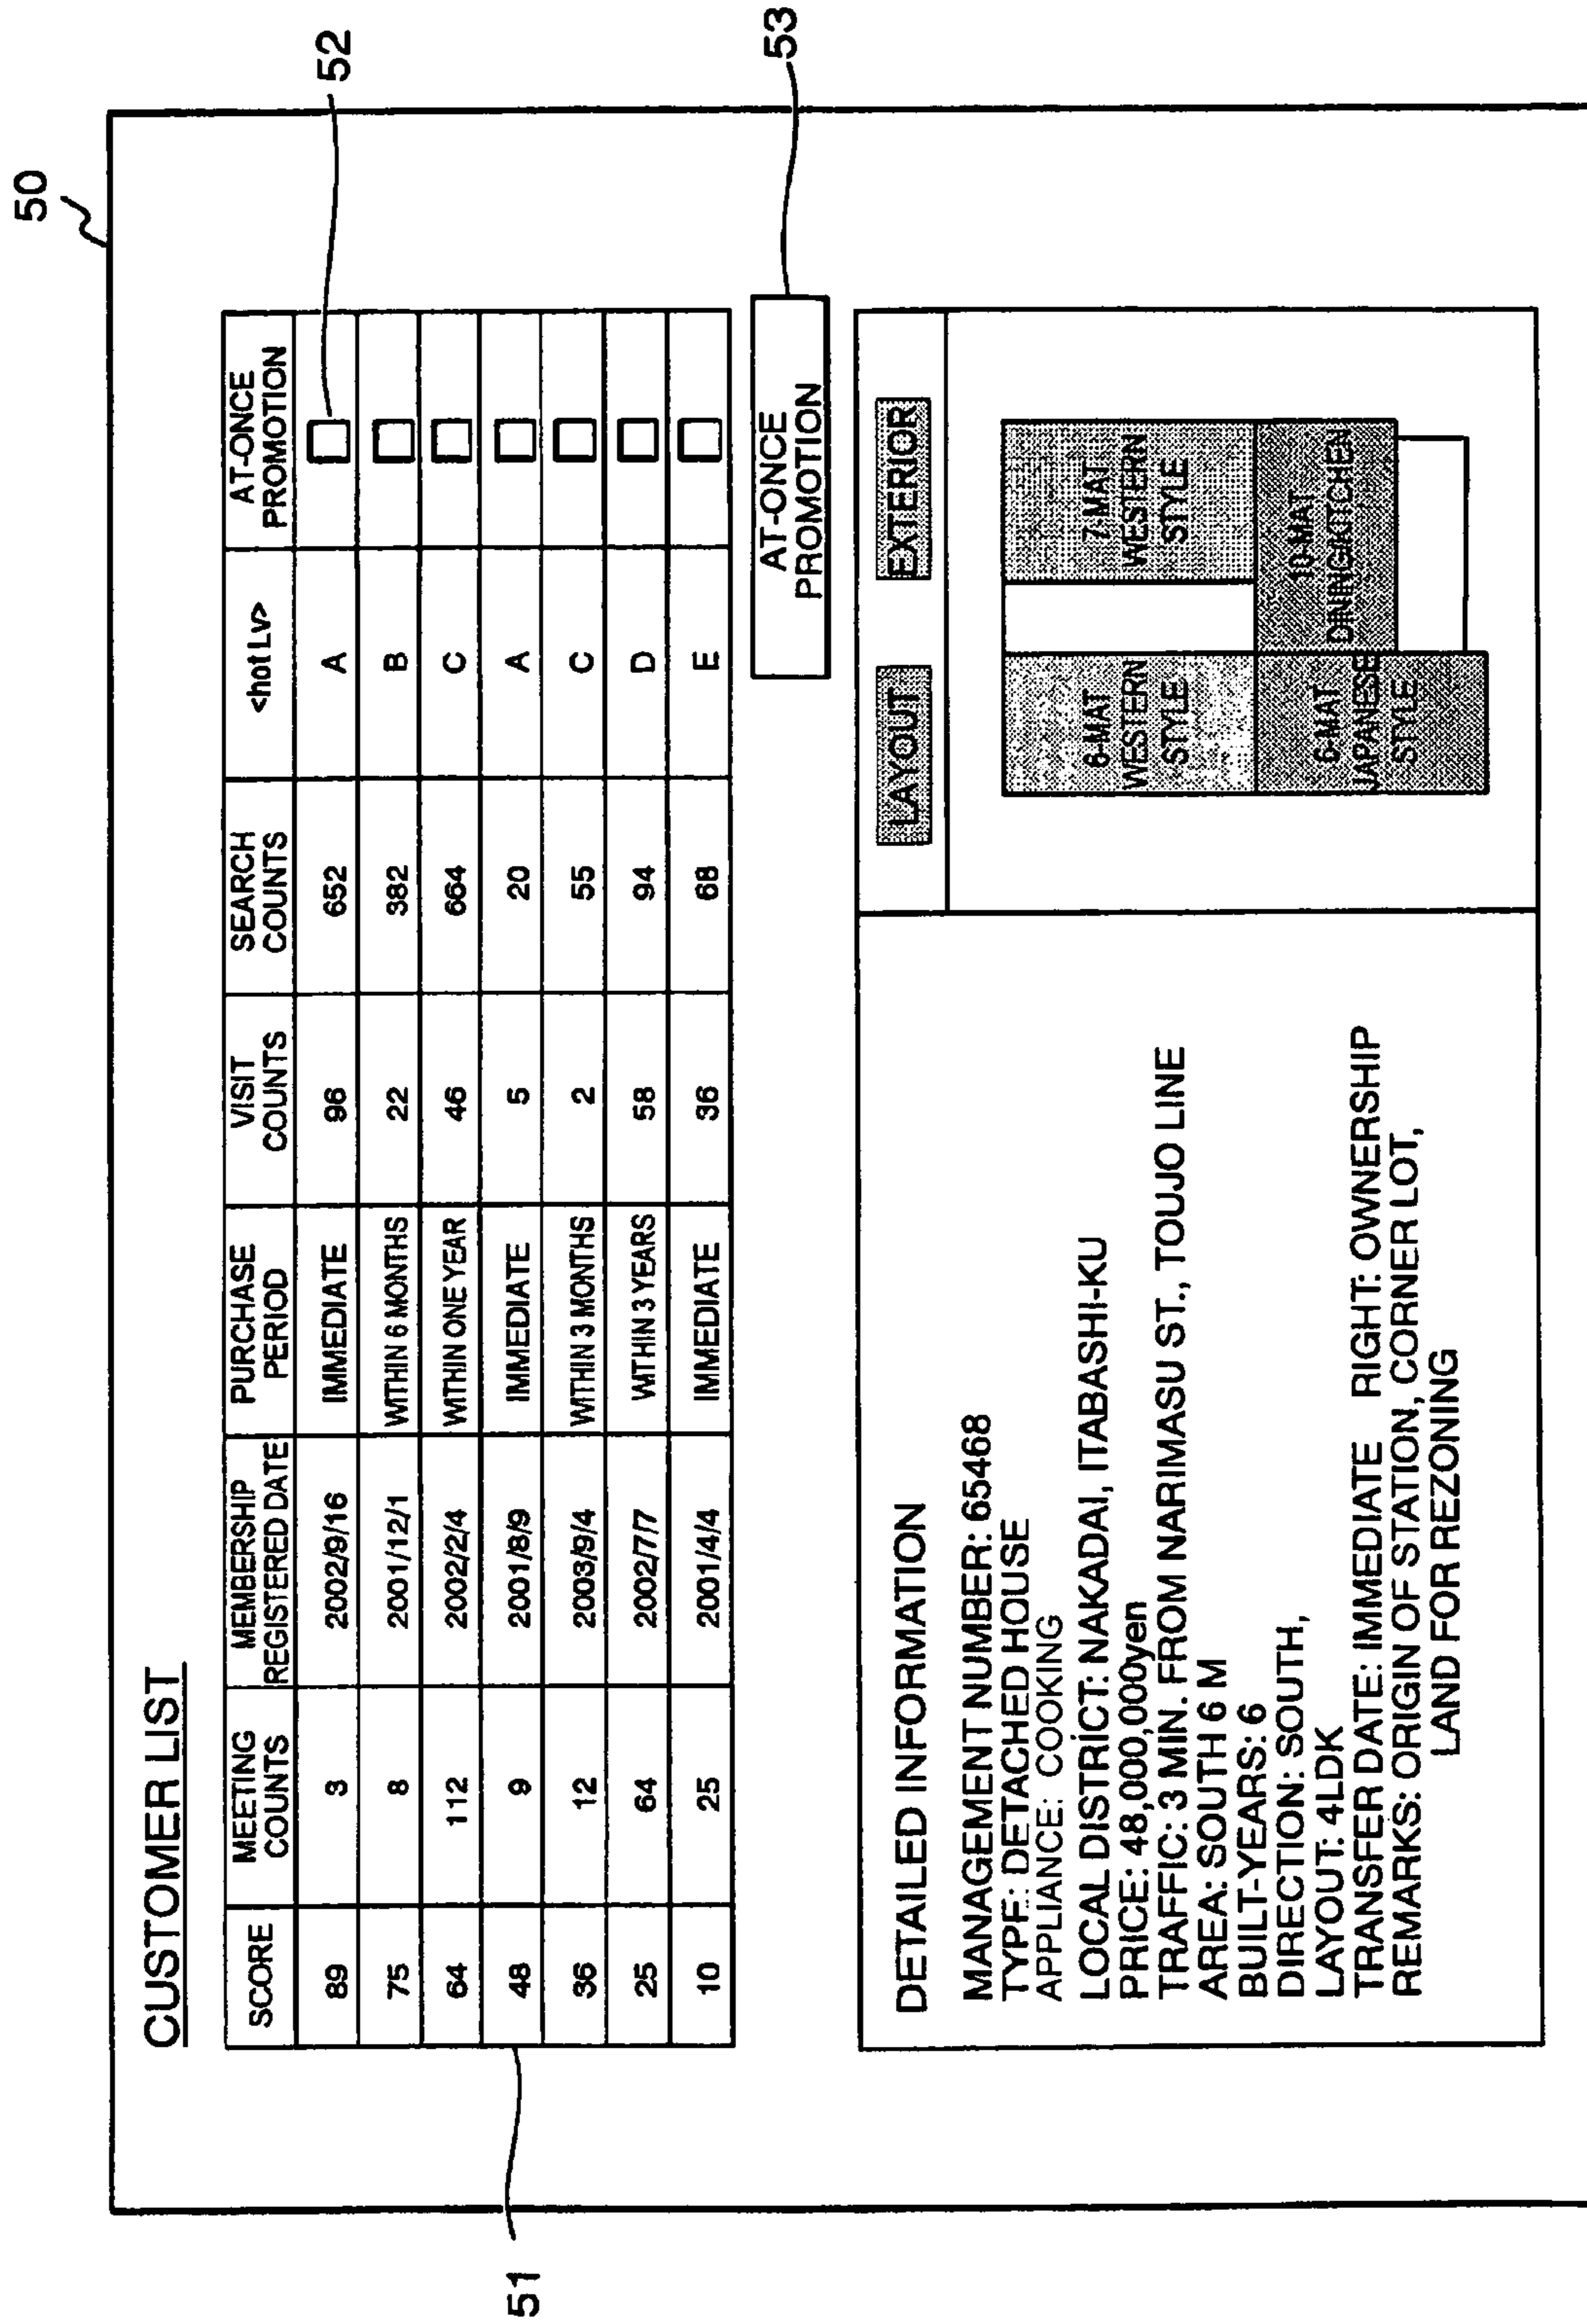 50
CUSTOMER LIST
SCORE MEETING COUNTS MEMBERSHIP REGISTERED DATE PURCHASE PERIOD VISIT COUNTS SEARCH COUNTS <hot Lv> AT-ONCE PROMOTION
89 3 2002/9/16 IMMEDIATE 96 652 A
75 8 2001/12/1 WITHIN 6 MONTHS 22 382 B
64 112 2002/2/4 WITHIN ONE YEAR 46 664 C
48 9 2001/8/9 IMMEDIATE 5 20 A
36 12 2003/9/4 WITHIN 3 MONTHS 2 55 C
25 64 2002/7/7 WITHIN 3 YEARS 58 94 D
10 25 2001/4/4 IMMEDIATE 36 68 E
51
52
AT-ONCE
PROMOTION
53
DETAILED INFORMATION
MANAGEMENT NUMBER: 65468
TYPF: DETACHED HOUSE
APPLIANCE: COOKING
LOCAL DISTRICT: NAKADAI, ITABASHI-KU
PRICE: 48,000,000yen
TRAFFIC: 3 MIN. FROM NARIMASU ST., TOUJO LINE
AREA: SOUTH 6 M
BUILT-YEARS: 6
DIRECTION: SOUTH,
LAYOUT: 4LDK
TRANSFER DATE: IMMEDIATE RIGHT: OWNERSHIP
REMARKS: ORIGIN OF STATION, CORNER LOT,
LAND FOR REZONING
LAYOUT EXTERIOR
6-MAT
WESTERN
STYLE
7-MAT
WESTERN
STYLE
6-MAT
JAPANESE
STYLE
10-MAT
DINING/KITCHEN